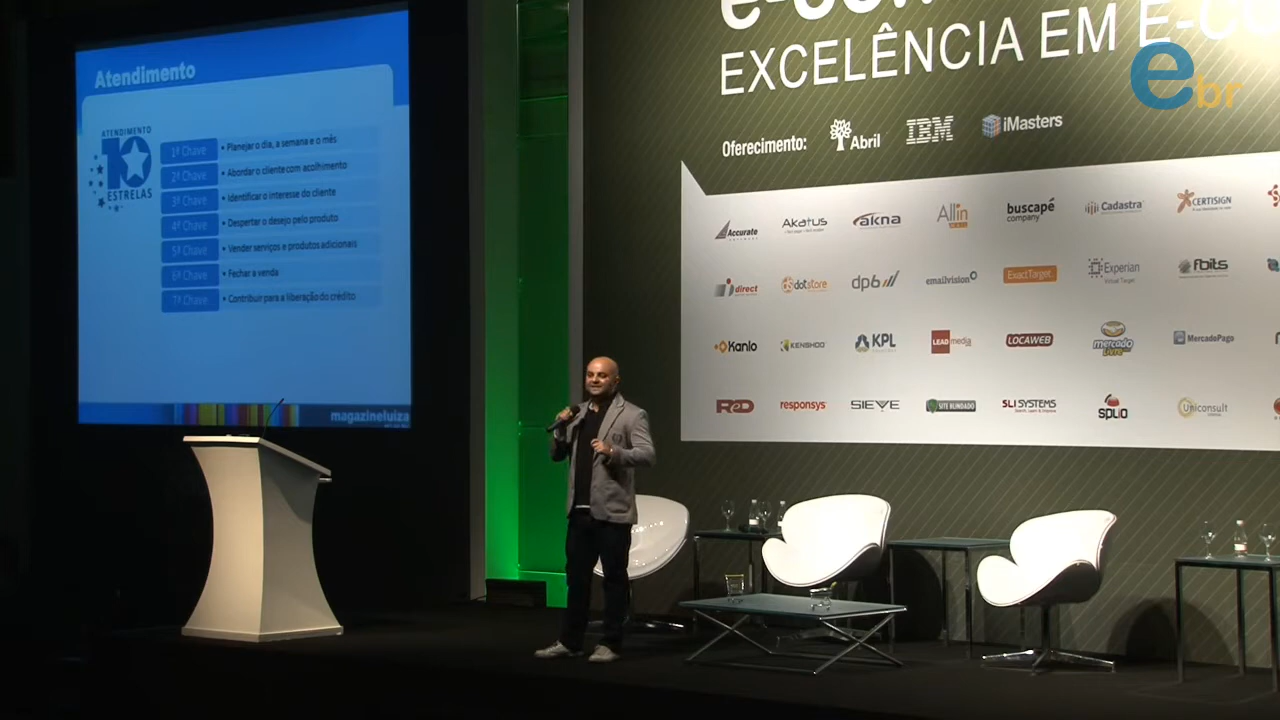 Atendimento
ATENDIMENTO
10
ESTRELAS
1ª Chave • Planejar o dia, a semana e o mês
2ª Chave • Abordar o cliente com acolhimento
3ª Chave • Identificar o interesse do cliente
4ª Chave • Desperter o desejo pelo produto
5ª Chave • Vender serviços e produtos adicionais
6ª Chave • Fechar a venda
7ª Chave • Contribuir para a liberação do crédito
magazineluiza
EXCELÊNCIA EM E-CO
e br
Oferecimento: Abril IBM iMasters
Accurate AKATUS akna Allin buscapé company Cadastra CERTISIGN
direct dotstore dp6 emailvision ExactTarget Experian Virtual Target fbits
Kanlo KENSHOO KPL LEAD media LOCAWEB mercado livre MercadoPago
ReD responsys SIEVE SITE BLINDADO SLI SYSTEMS splio Uniconsult